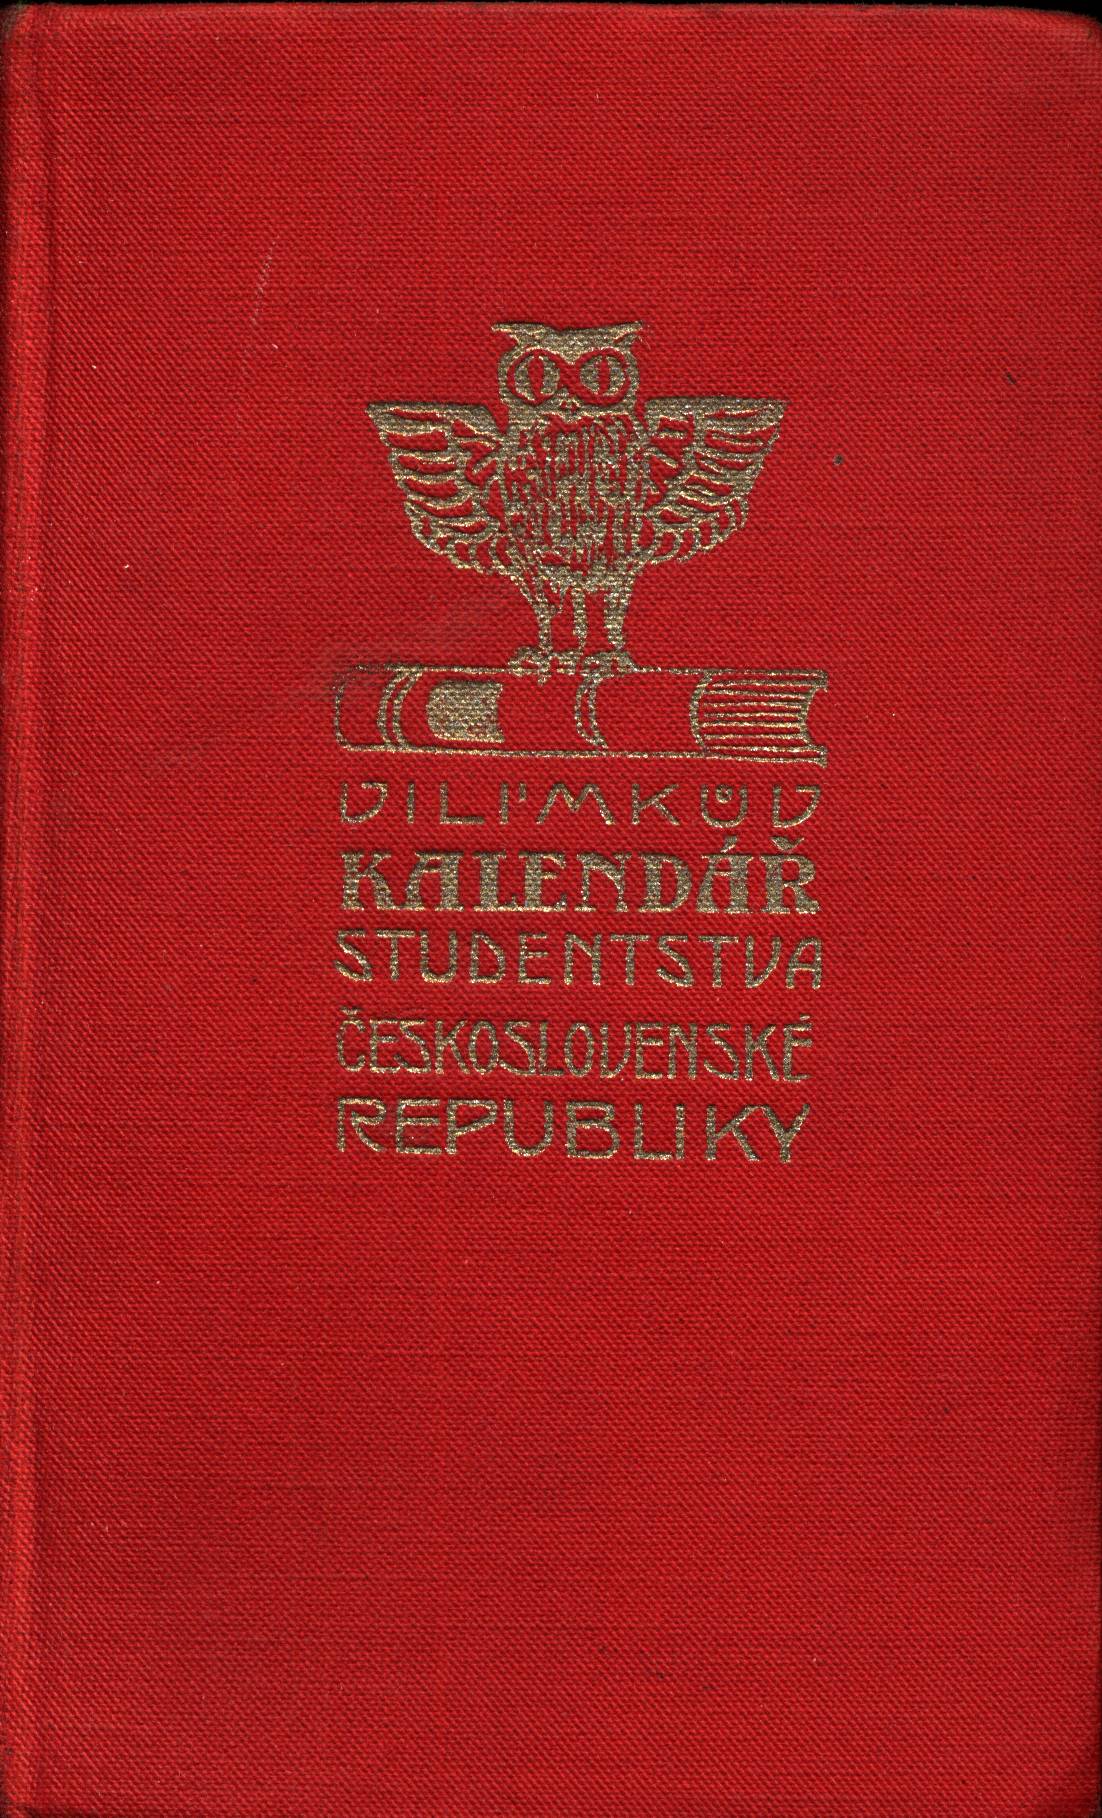 VILÍMKŮV
KALENDÁŘ
STUDENTSTVA
ČESKOSLOVENSKÉ
REPUBLIKY